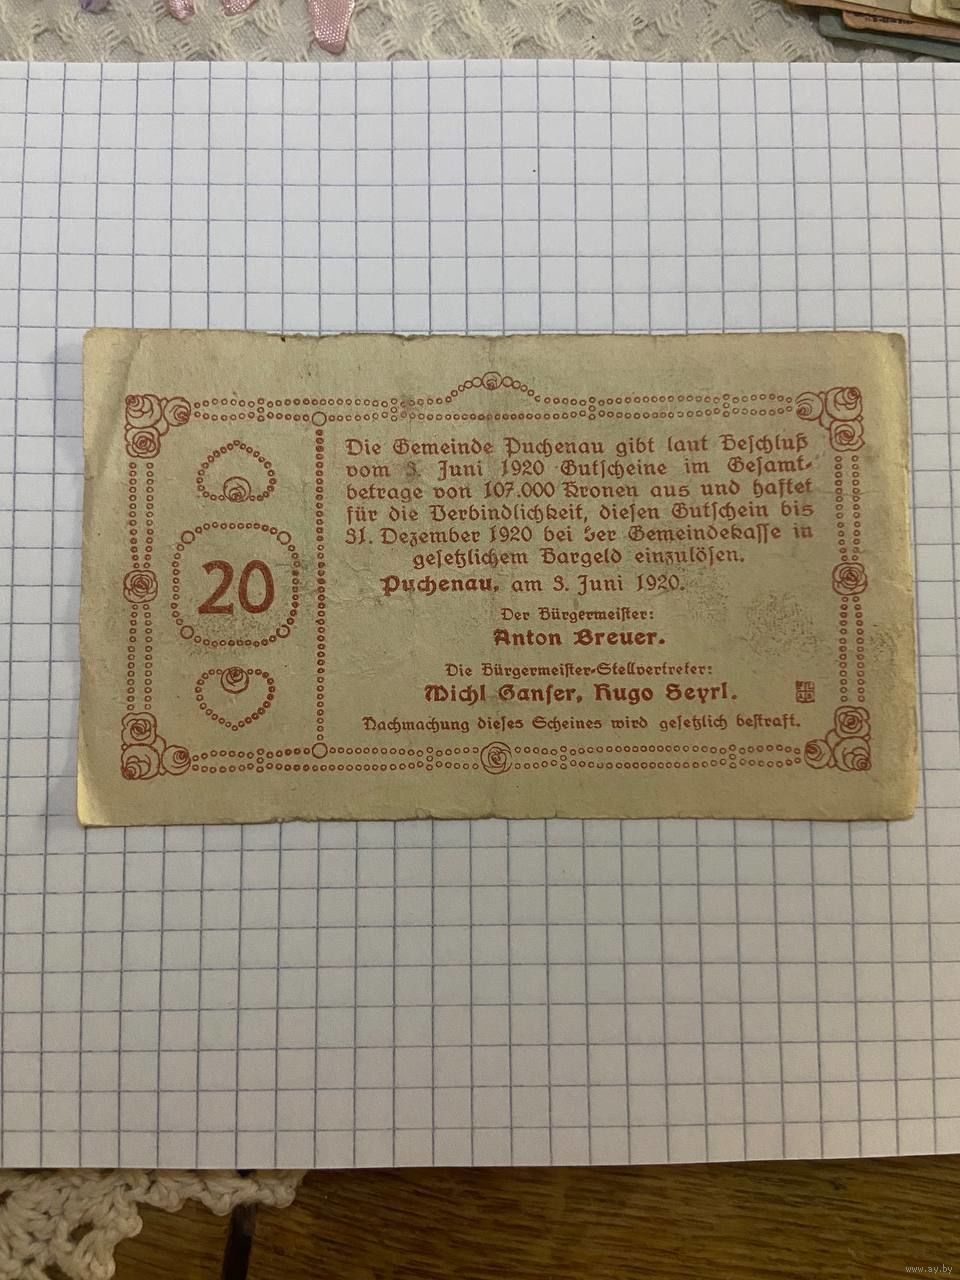 Die Gemeinde Puchenau gibt laut Beschluß
vom 3. Juni 1920 Gutscheine im Gesamt-
betrage von 107.000 Kronen aus und haftet
für die Verbindlichkeit, diesen Gutschein bis
31. Dezember 1920 bei der Gemeindekasse in
gesetzlichem Bargeld einzulösen.
20
Puchenau, am 3. Juni 1920.
Der Bürgermeister:
Anton Breuer.
Die Bürgermeister-Stellvertreter:
Michl Ganser, Hugo Seyrl.
Nachmachung dieses Scheines wird gesetzlich bestraft.
www.ay.by